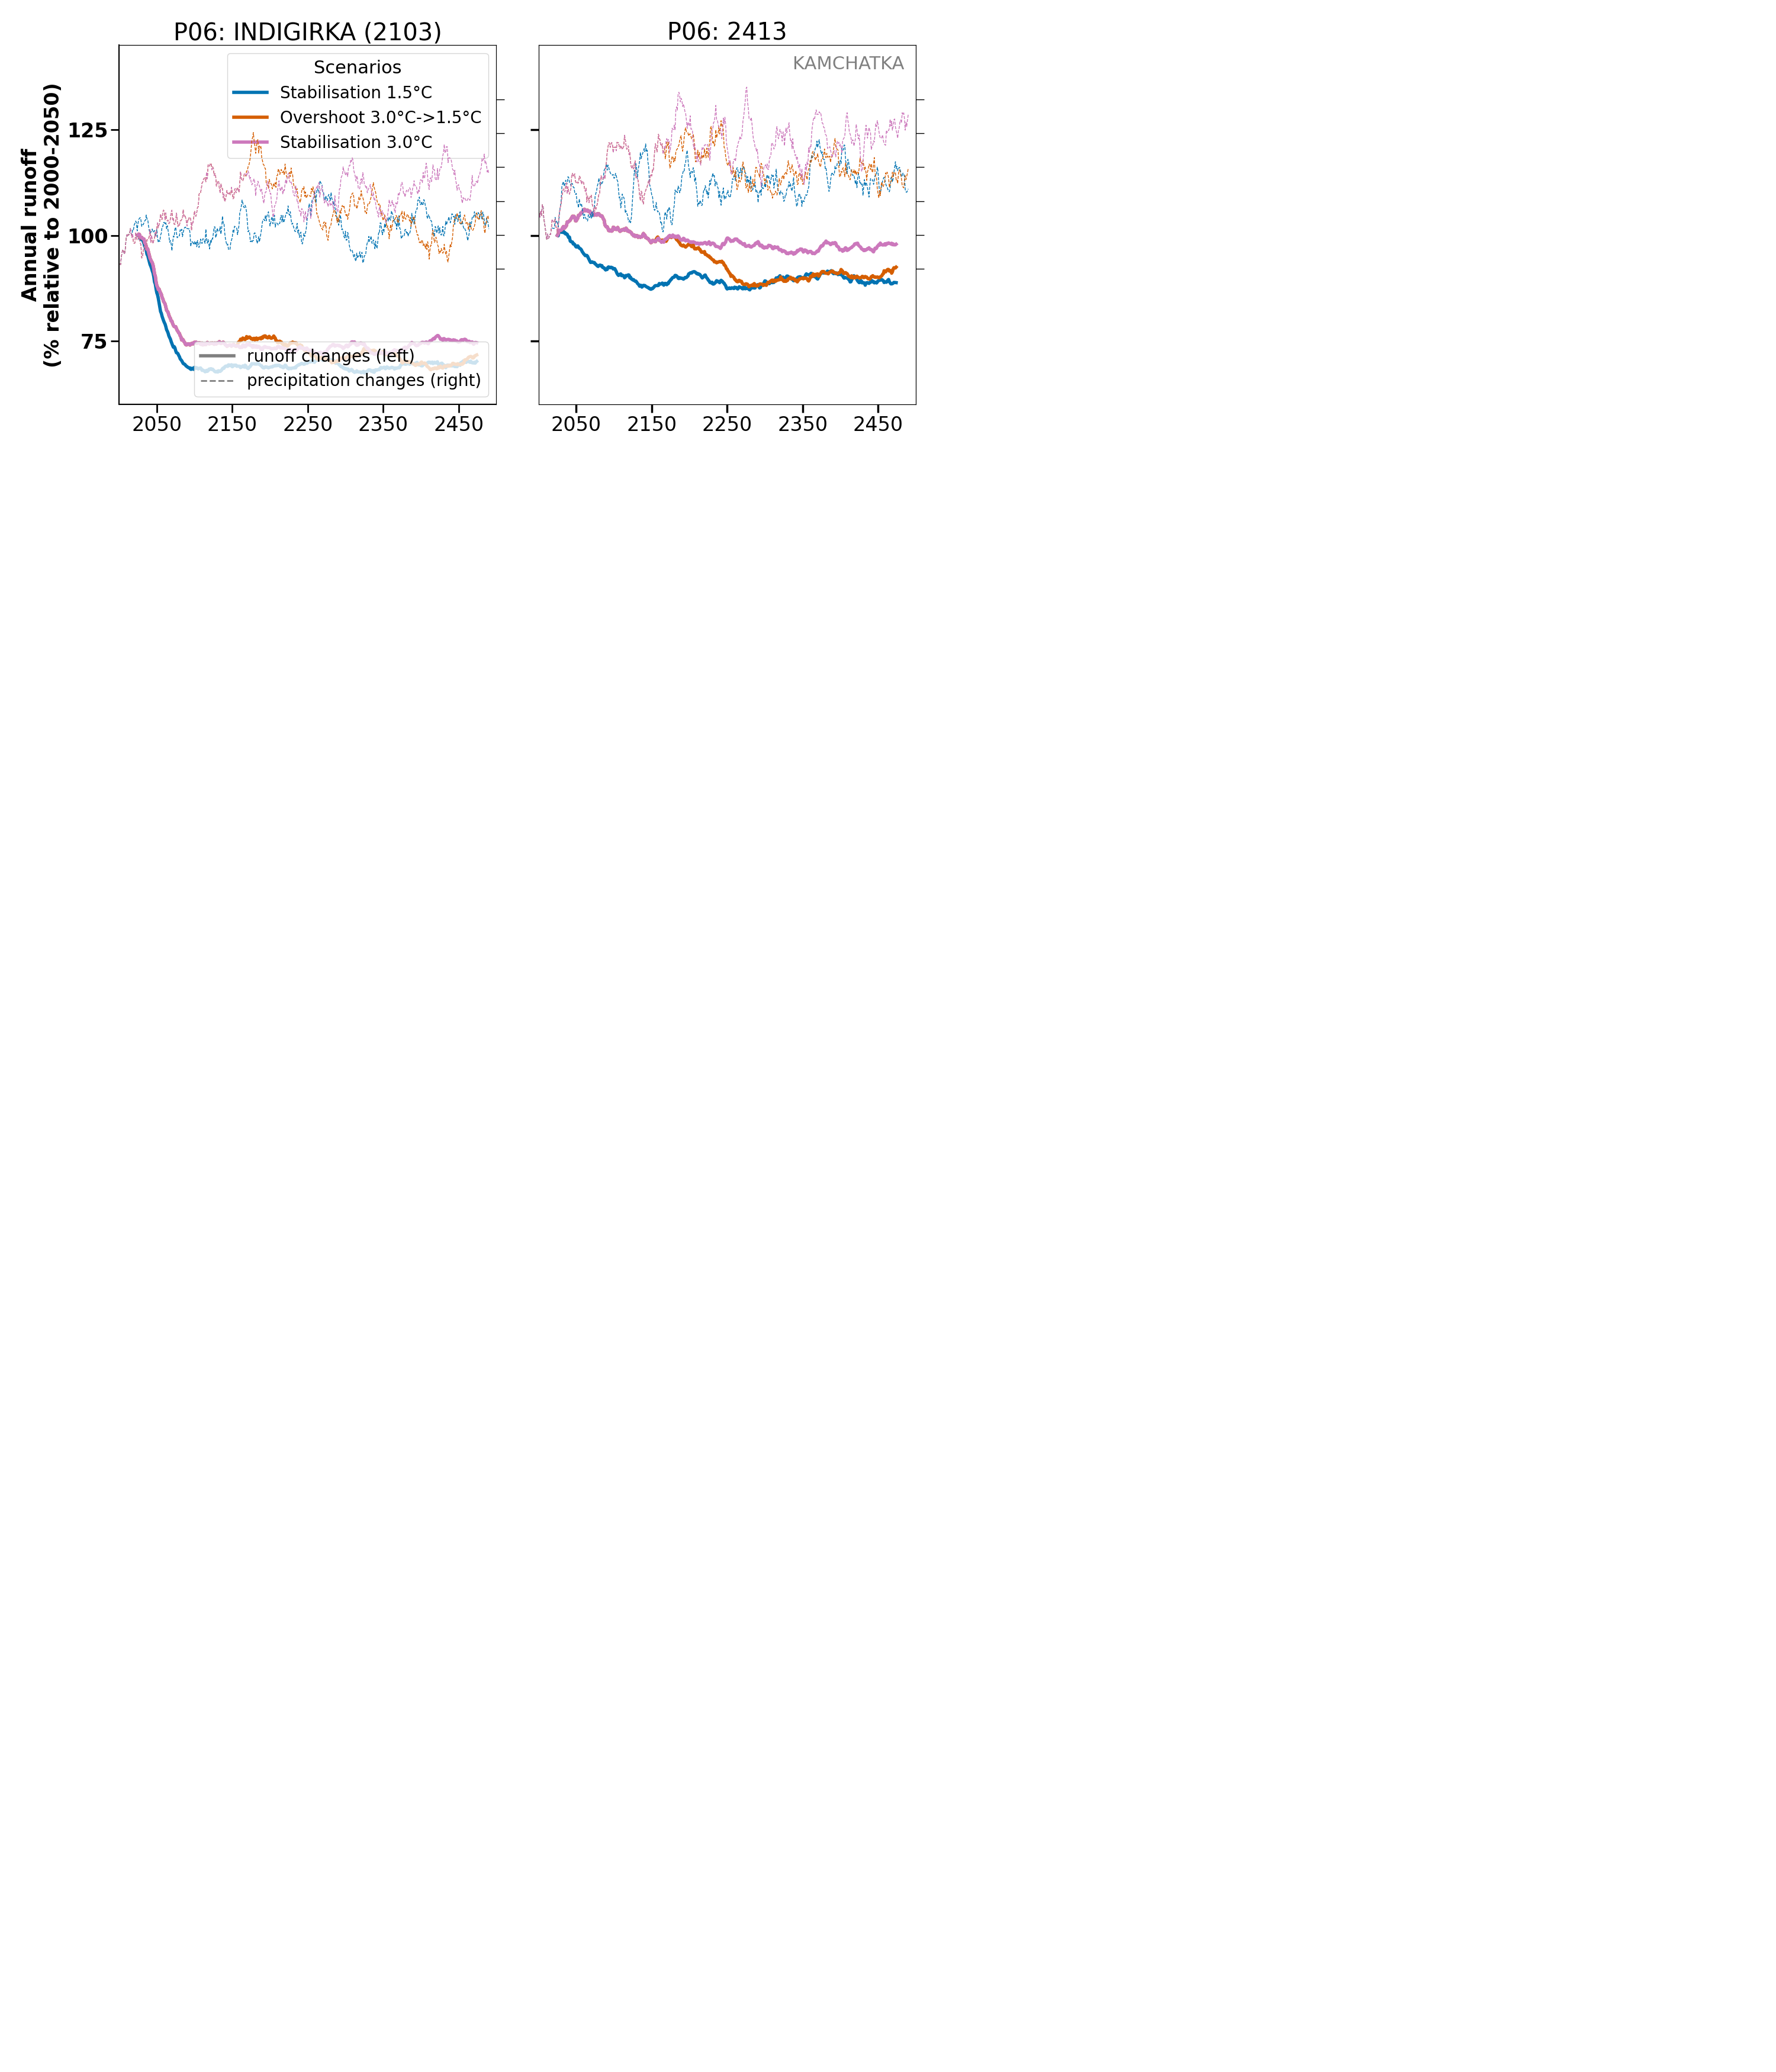 P06: INDIGIRKA (2103)
P06: 2413
KAMCHATKA
Scenarios
Stabilisation 1.5°C
Overshoot 3.0°C->1.5°C
Stabilisation 3.0°C
Annual runoff
(% relative to 2000-2050)
125
100
75
runoff changes (left)
precipitation changes (right)
2050 2150 2250 2350 2450
2050 2150 2250 2350 2450